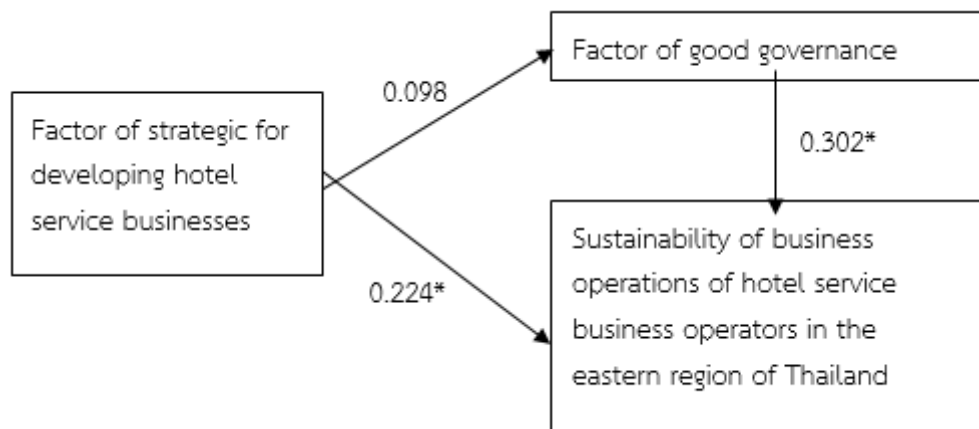 Factor of good governance
0.098
Factor of strategic for
developing hotel
service businesses
0.302*
0.224*
Sustainability of business
operations of hotel service
business operators in the
eastern region of Thailand